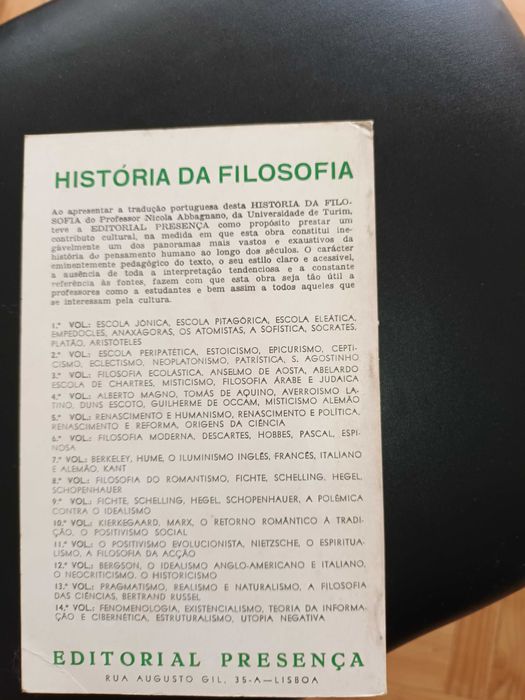 HISTÓRIA DA FILOSOFIA
Ao apresentar a tradução portuguesa desta HISTÓRIA DA FILO-
SOFIA do Professor Nicola Abbagnano, da Universidade de Turim,
teve a EDITORIAL PRESENÇA como propósito prestar um
contributo cultural, na medida em que esta obra constitui ine-
gàvelmente um dos panoramas mais vastos e exaustivos da
história do pensamento humano ao longo dos séculos. O carácter
eminentemente pedagógico do texto, o seu estilo claro e acessível,
a ausência de toda a interpretação tendenciosa e a constante
referência às fontes, fazem com que esta obra seja tão útil a
professores como a estudantes e bem assim a todos aqueles que
se interessam pela cultura.
1.º VOL: ESCOLA JÓNICA, ESCOLA PITAGÓRICA, ESCOLA ELEÁTICA,
EMPÉDOCLES, ANAXÁGORAS, OS ATOMISTAS, A SOFÍSTICA, SÓCRATES,
PLATÃO, ARISTÓTELES
2.º VOL: ESCOLA PERIPATÉTICA, ESTOICISMO, EPICURISMO, CEPTI-
CISMO, ECLECTISMO, NEOPLATONISMO, PATRÍSTICA, S. AGOSTINHO
3.º VOL: FILOSOFIA ECOLÁSTICA, ANSELMO DE AOSTA, ABELARDO
ESCOLA DE CHARTRES, MISTICISMO, FILOSOFIA ÁRABE E JUDAICA
4.º VOL: ALBERTO MAGNO, TOMÁS DE AQUINO, AVERROISMO LA-
TINO, DUNS ESCOTO, GUILHERME DE OCCAM, MISTICISMO ALEMÃO
5.º VOL: RENASCIMENTO E HUMANISMO, RENASCIMENTO E POLÍTICA,
RENASCIMENTO E REFORMA, ORIGENS DA CIÊNCIA
6.º VOL: FILOSOFIA MODERNA, DESCARTES, HOBBES, PASCAL, ESPI-
NOSA
7.º VOL: BERKELEY, HUME, O ILUMINISMO INGLÊS, FRANCÊS, ITALIANO
E ALEMÃO, KANT
8.º VOL: FILOSOFIA DO ROMANTISMO, FICHTE, SCHELLING, HEGEL,
SCHOPENHAUER
9.º VOL: FICHTE, SCHELLING, HEGEL, SCHOPENHAUER, A POLÉMICA
CONTRA O IDEALISMO
10.º VOL: KIERKEGAARD, MARX, O RETORNO ROMÂNTICO À TRADI-
ÇÃO, O POSITIVISMO SOCIAL
11.º VOL: O POSITIVISMO EVOLUCIONISTA, NIETZSCHE, O ESPIRITUA-
LISMO, A FILOSOFIA DA ACÇÃO
12.º VOL: BERGSON, O IDEALISMO ANGLO-AMERICANO E ITALIANO,
O NEOCRITICISMO, O HISTORICISMO
13.º VOL: PRAGMATISMO, REALISMO E NATURALISMO, A FILOSOFIA
DAS CIÊNCIAS, BERTRAND RUSSEL
14.º VOL: FENOMENOLOGIA, EXISTENCIALISMO, TEORIA DA INFORMA-
ÇÃO E CIBERNÉTICA, ESTRUTURALISMO, UTOPIA NEGATIVA
EDITORIAL PRESENÇA
RUA AUGUSTO GIL, 35-A—LISBOA